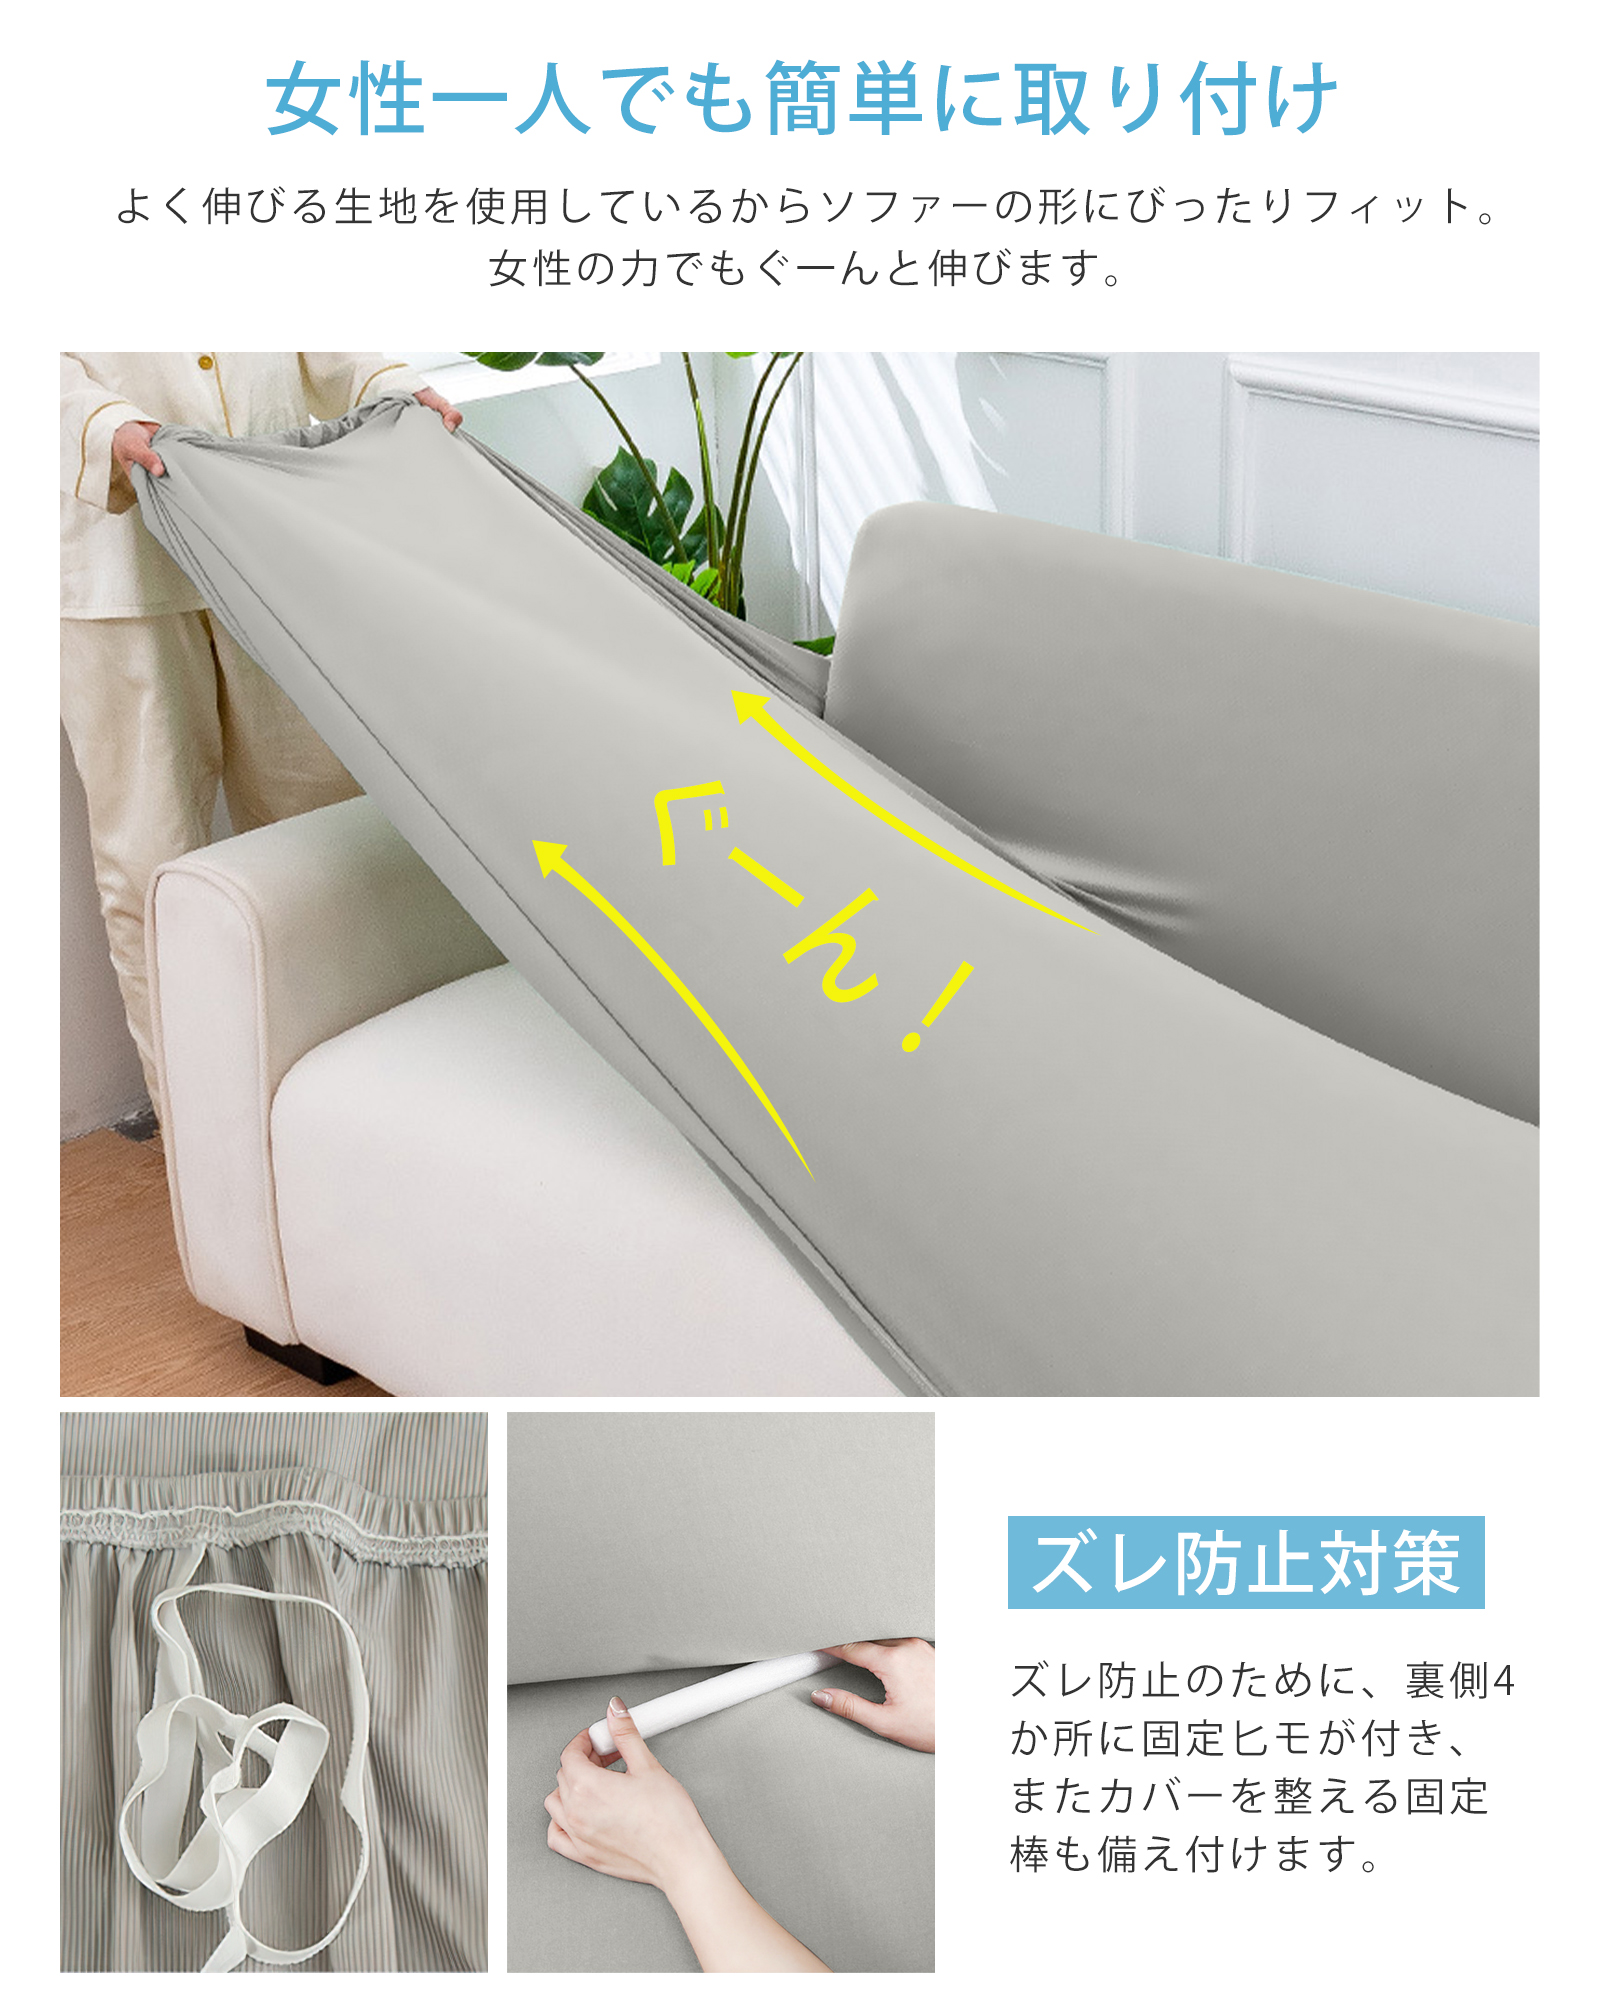 女性一人でも簡単に取り付け
よく伸びる生地を使用しているからソファーの形にびったりフィット。
女性の力でもぐーんと伸びます。
ぐーん！
ズレ防止対策
ズレ防止のために、裏側4
か所に固定ヒモが付き、
またカバーを整える固定
棒も備え付けます。